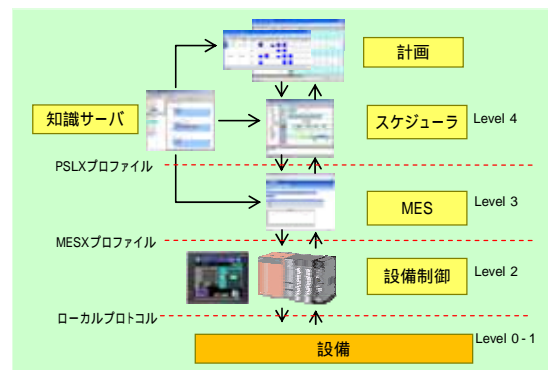 計画
知識サーバ
スケジューラ
Level 4
PSLXプロファイル
MES
Level 3
MESXプロファイル
設備制御
Level 2
ローカルプロトコル
設備
Level 0-1